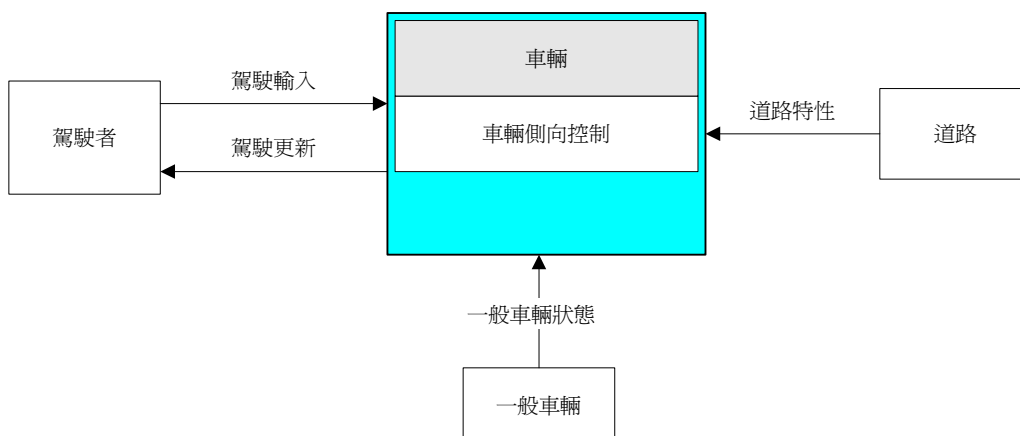 車輛
駕駛輸入
道路特性
駕駛者
車輛側向控制
道路
駕駛更新
一般車輛狀態
一般車輛